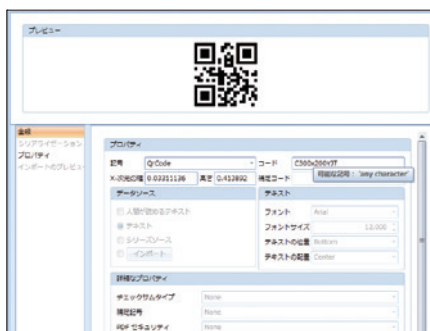 プレビュー
全般
シリアライゼーション
プロパティ
インポートのプレビュー
プロパティ
記号 QrCode コード C300x200Y3T
X-次元の幅 0.03311136 高さ 0.413892 補足コード
可能な記号： 'any character'
データソース
人間が読めるテキスト
テキスト
シリーズソース
インポート
テキスト
フォント Arial
フォントサイズ 13.000
テキストの位置 Bottom
テキストの配置 Center
詳細なプロパティ
チェックサムタイプ None
補足記号 None
PDF セキュリティ None